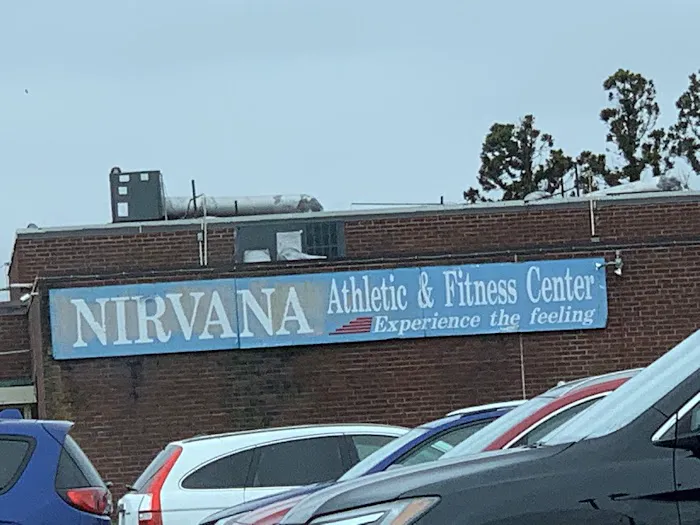 NIRVANA Athletic & Fitness Center
Experience the feeling